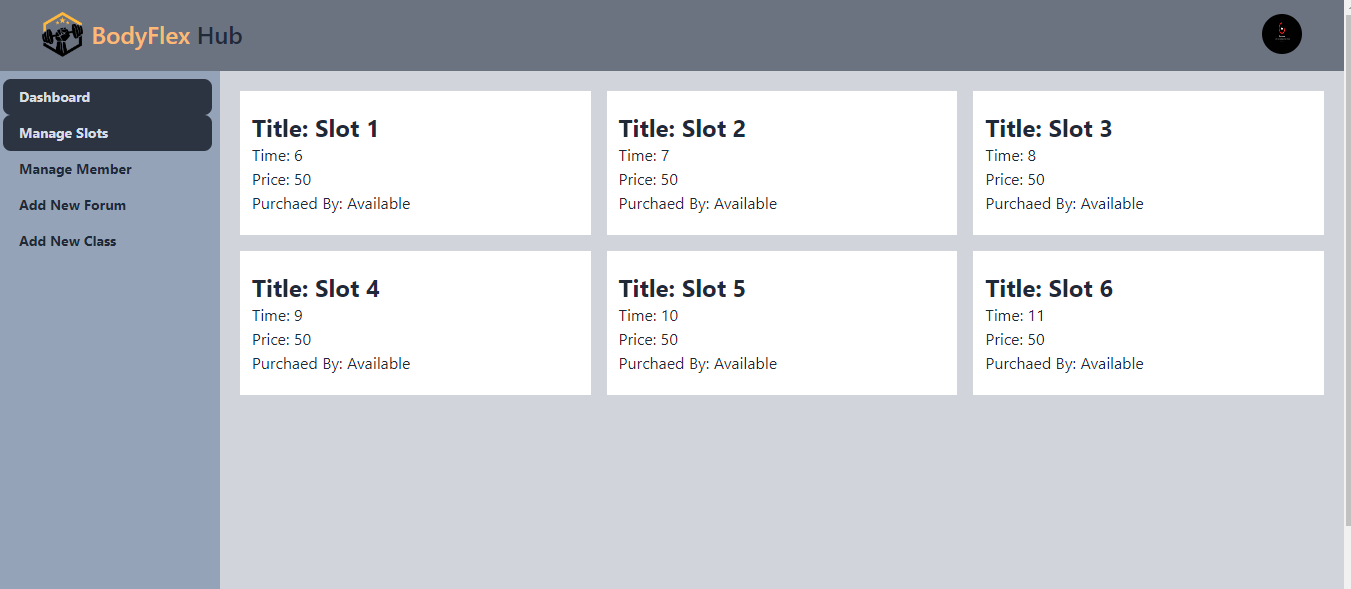 BodyFlex Hub
Dashboard
Manage Slots
Manage Member
Add New Forum
Add New Class
Title: Slot 1
Time: 6
Price: 50
Purchaed By: Available
Title: Slot 2
Time: 7
Price: 50
Purchaed By: Available
Title: Slot 3
Time: 8
Price: 50
Purchaed By: Available
Title: Slot 4
Time: 9
Price: 50
Purchaed By: Available
Title: Slot 5
Time: 10
Price: 50
Purchaed By: Available
Title: Slot 6
Time: 11
Price: 50
Purchaed By: Available